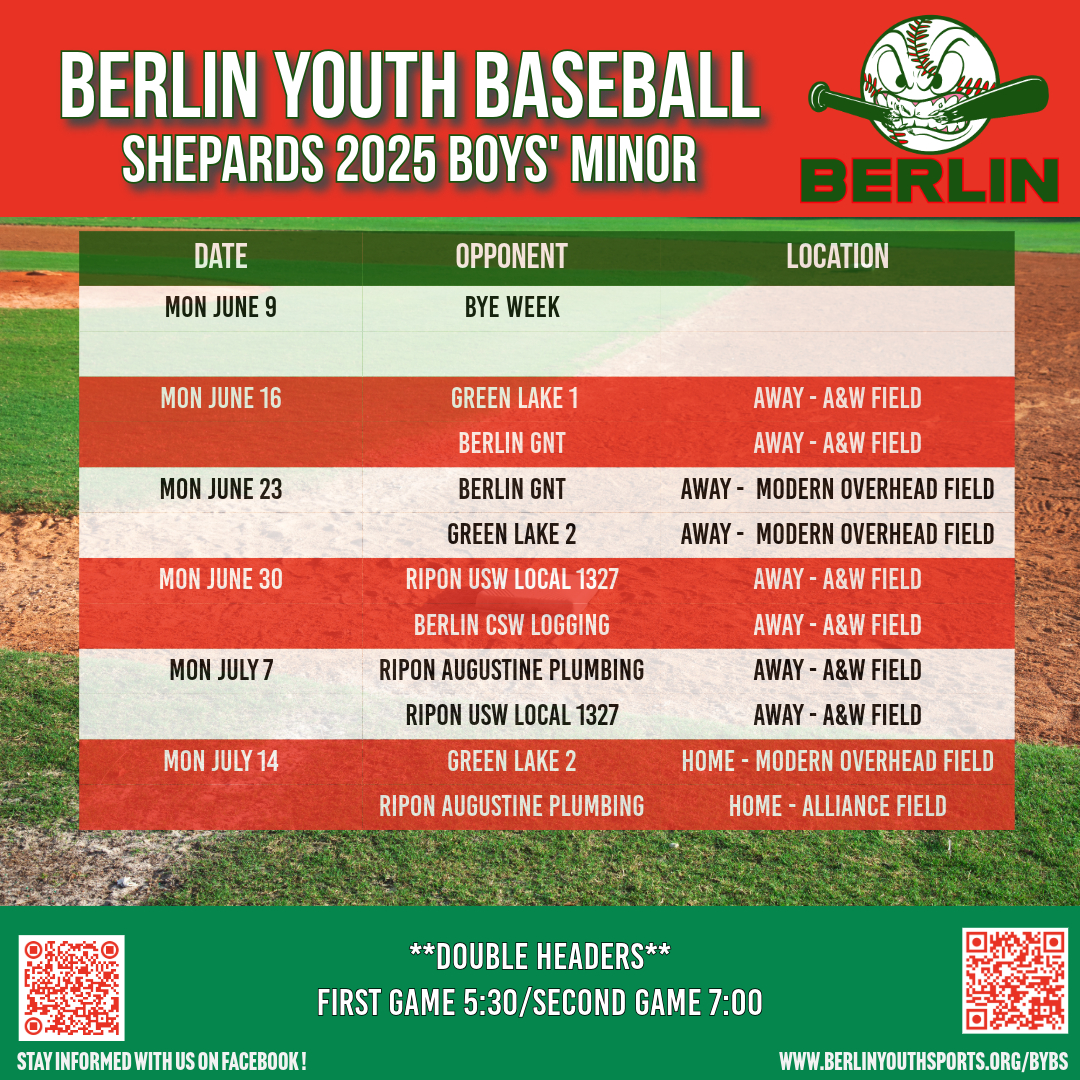 BERLIN YOUTH BASEBALL
SHEPARDS 2025 BOYS' MINOR
BERLIN
DATE OPPONENT LOCATION
MON JUNE 9 BYE WEEK
MON JUNE 16 GREEN LAKE 1 AWAY - A&W FIELD
BERLIN GNT AWAY - A&W FIELD
MON JUNE 23 BERLIN GNT AWAY - MODERN OVERHEAD FIELD
GREEN LAKE 2 AWAY - MODERN OVERHEAD FIELD
MON JUNE 30 RIPON USW LOCAL 1327 AWAY - A&W FIELD
BERLIN CSW LOGGING AWAY - A&W FIELD
MON JULY 7 RIPON AUGUSTINE PLUMBING AWAY - A&W FIELD
RIPON USW LOCAL 1327 AWAY - A&W FIELD
MON JULY 14 GREEN LAKE 2 HOME - MODERN OVERHEAD FIELD
RIPON AUGUSTINE PLUMBING HOME - ALLIANCE FIELD
**DOUBLE HEADERS**
FIRST GAME 5:30/SECOND GAME 7:00
STAY INFORMED WITH US ON FACEBOOK !
WWW.BERLINYOUTHSPORTS.ORG/BYBS